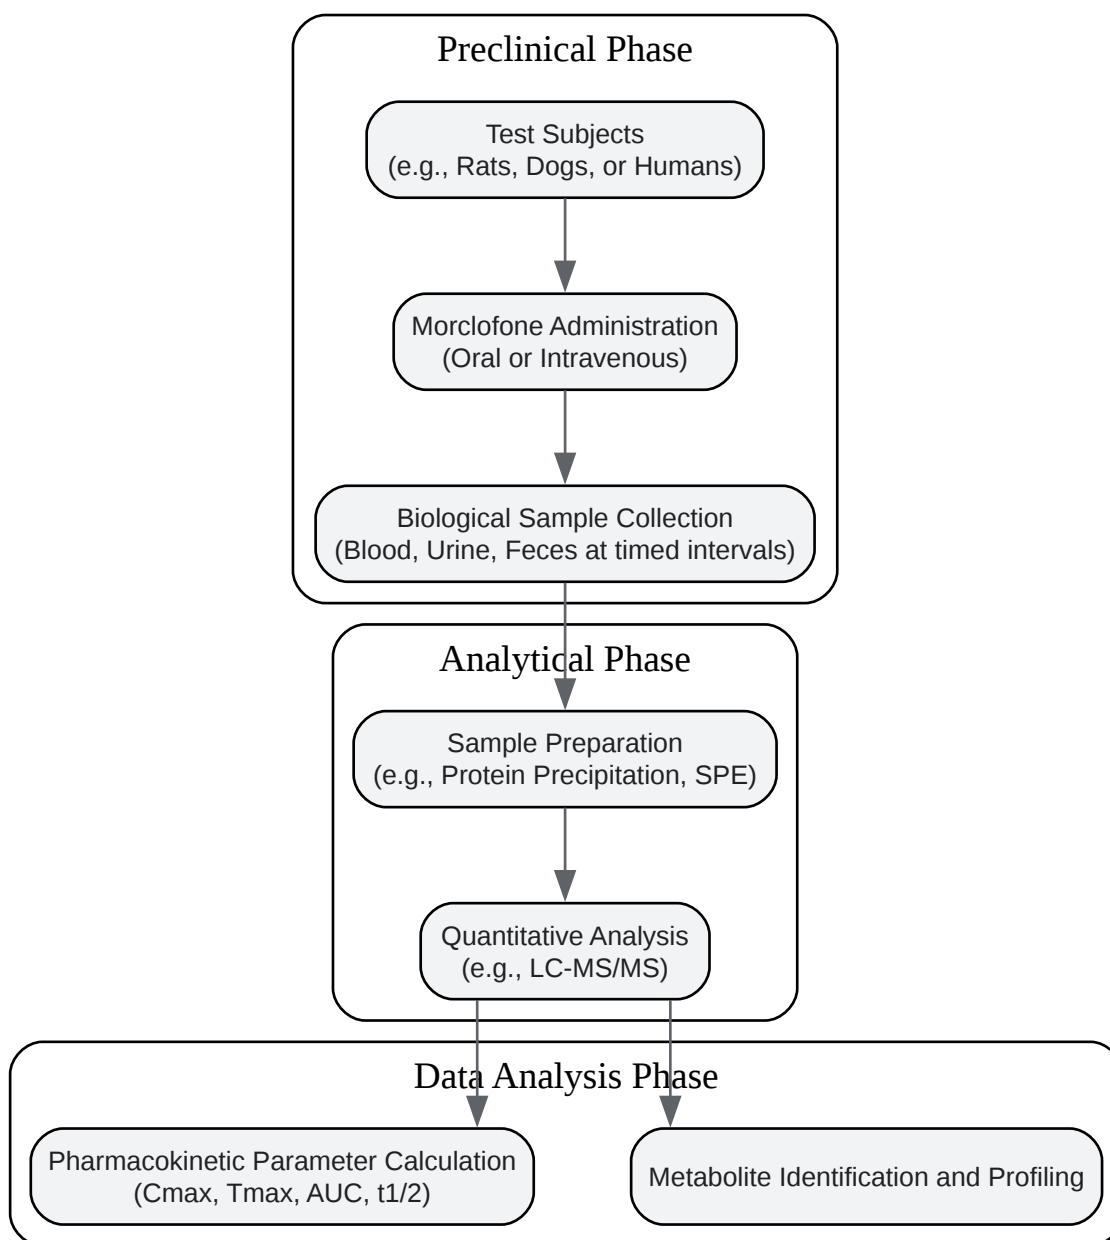 Preclinical Phase
Test Subjects
(e.g., Rats, Dogs, or Humans)
Morclofone Administration
(Oral or Intravenous)
Biological Sample Collection
(Blood, Urine, Feces at timed intervals)
Analytical Phase
Sample Preparation
(e.g., Protein Precipitation, SPE)
Quantitative Analysis
(e.g., LC-MS/MS)
Data Analysis Phase
Pharmacokinetic Parameter Calculation
(Cmax, Tmax, AUC, t1/2)
Metabolite Identification and Profiling